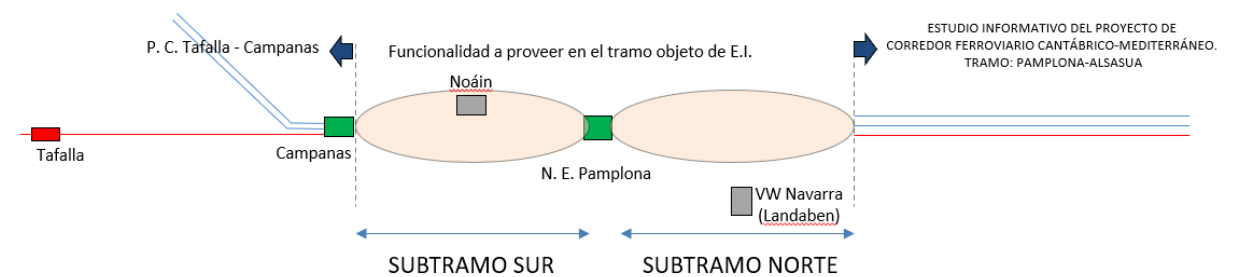 P. C. Tafalla - Campanas
Funcionalidad a proveer en el tramo objeto de E.I.
ESTUDIO INFORMATIVO DEL PROYECTO DE
CORREDOR FERROVIARIO CANTÁBRICO-MEDITERRÁNEO.
TRAMO: PAMPLONA-ALSASUA
Noáin
Tafalla
Campanas
N. E. Pamplona
VW Navarra
(Landaben)
SUBTRAMO SUR
SUBTRAMO NORTE